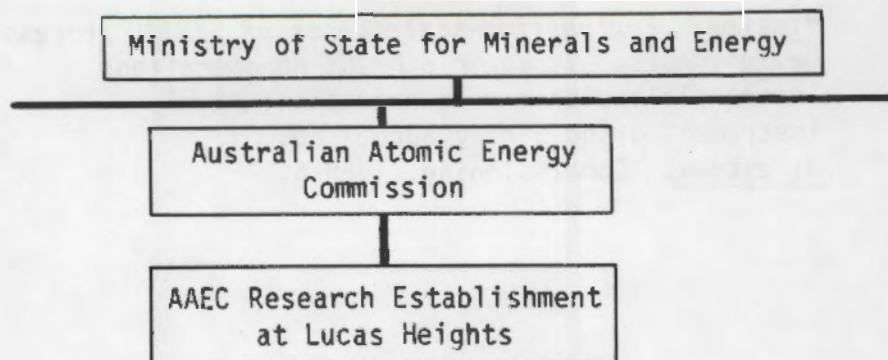 Ministry of State for Minerals and Energy
Australian Atomic Energy
Commission
AAEC Research Establishment
at Lucas Heights